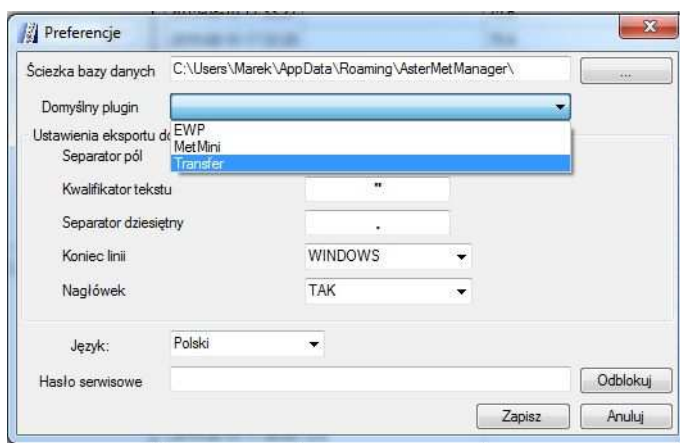 Preferencje
Ściezka bazy danych C:\Users\Marek\AppData\Roaming\AsterMetManager\ ...
Domyślny plugin
EWP
Ustawienia eksportu do
MetMini
Separator pól
Transfer
Kwalifikator tekstu "
Separator dziesiętny .
Koniec linii WINDOWS
Nagłówek TAK
Język: Polski
Hasło serwisowe Odblokuj
Zapisz Anuluj